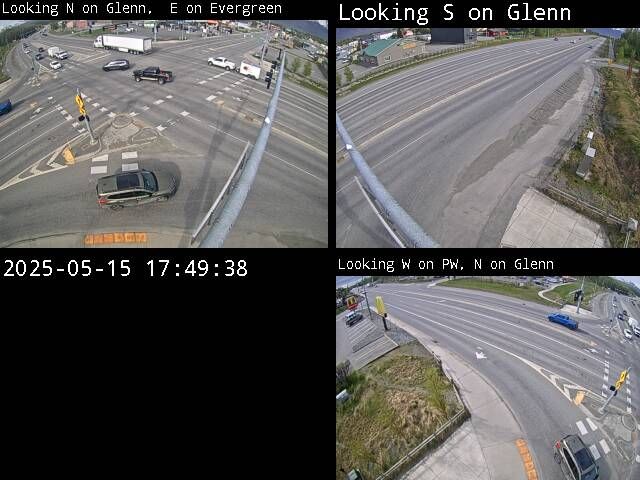 Looking N on Glenn,  E on Evergreen
Looking S on Glenn
2025-05-15 17:49:38
Looking W on PW, N on Glenn